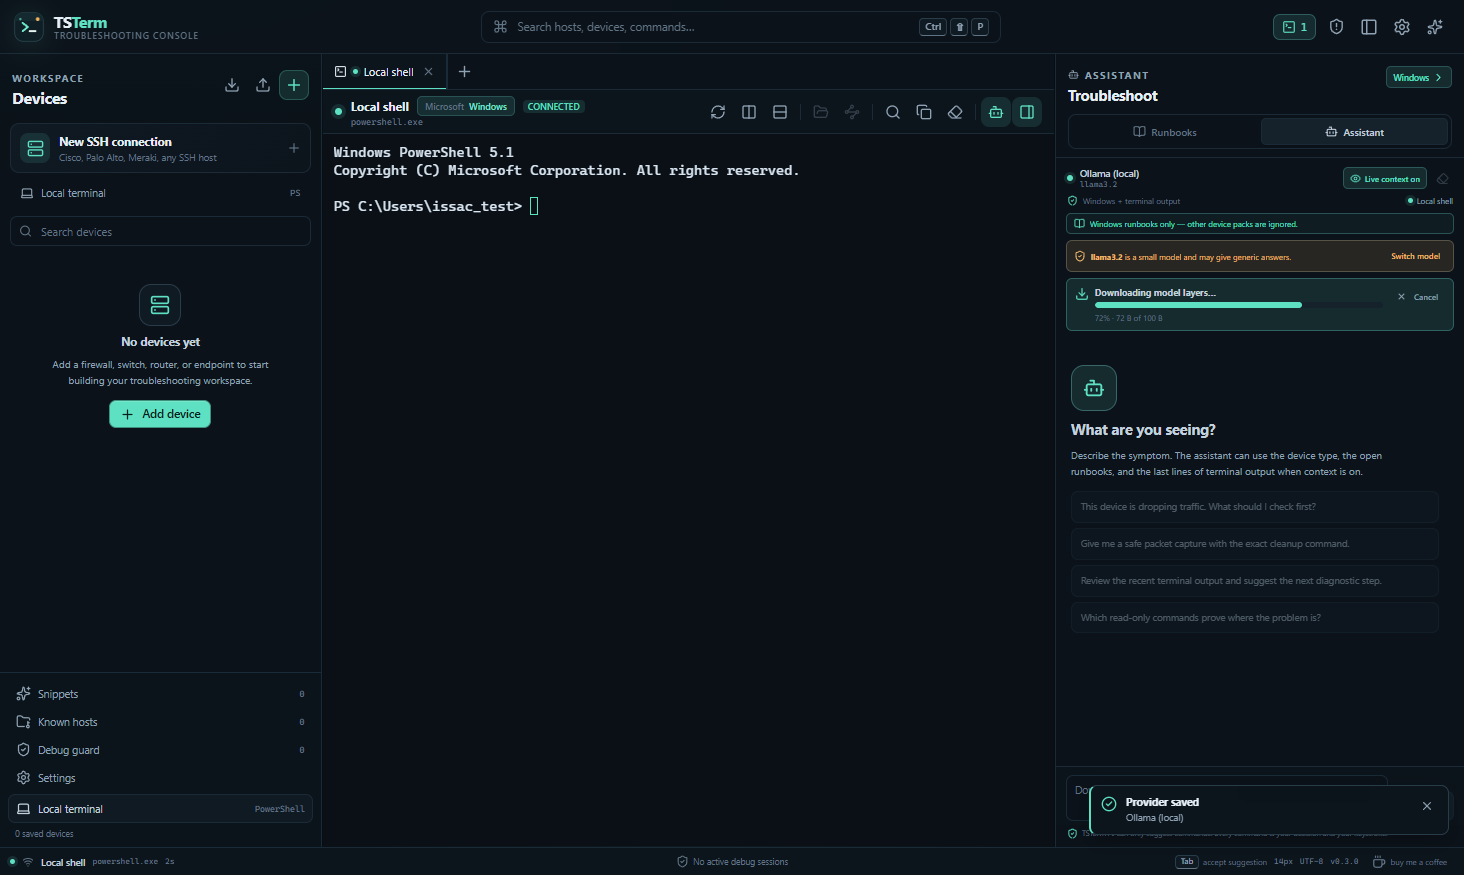 TSTerm
TROUBLESHOOTING CONSOLE
Search hosts, devices, commands...
Ctrl
P
1
WORKSPACE
Devices
New SSH connection
Cisco, Palo Alto, Meraki, any SSH host
Local terminal
PS
Search devices
No devices yet
Add a firewall, switch, router, or endpoint to start
building your troubleshooting workspace.
Add device
Snippets
0
Known hosts
0
Debug guard
0
Settings
Local terminal
PowerShell
0 saved devices
Local shell
Local shell
Microsoft Windows
CONNECTED
powershell.exe
Windows PowerShell 5.1
Copyright (C) Microsoft Corporation. All rights reserved.
PS C:\Users\issac_test>
ASSISTANT
Troubleshoot
Windows
Runbooks
Assistant
Ollama (local)
llama3.2
Live context on
Windows + terminal output
Local shell
Windows runbooks only — other device packs are ignored.
llama3.2 is a small model and may give generic answers.
Switch model
Downloading model layers...
Cancel
72% · 72 B of 100 B
What are you seeing?
Describe the symptom. The assistant can use the device type, the open
runbooks, and the last lines of terminal output when context is on.
This device is dropping traffic. What should I check first?
Give me a safe packet capture with the exact cleanup command.
Review the recent terminal output and suggest the next diagnostic step.
Which read-only commands prove where the problem is?
Provider saved
Ollama (local)
Local shell
powershell.exe
2s
No active debug sessions
Tab
accept suggestion
14px
UTF-8
v0.3.0
buy me a coffee